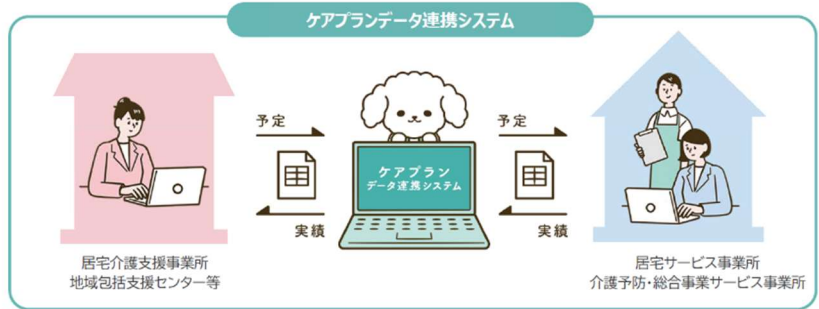 ケアプランデータ連携システム
予定
実績
ケアプラン
データ連携システム
予定
実績
居宅介護支援事業所
地域包括支援センター等
居宅サービス事業所
介護予防・総合事業サービス事業所